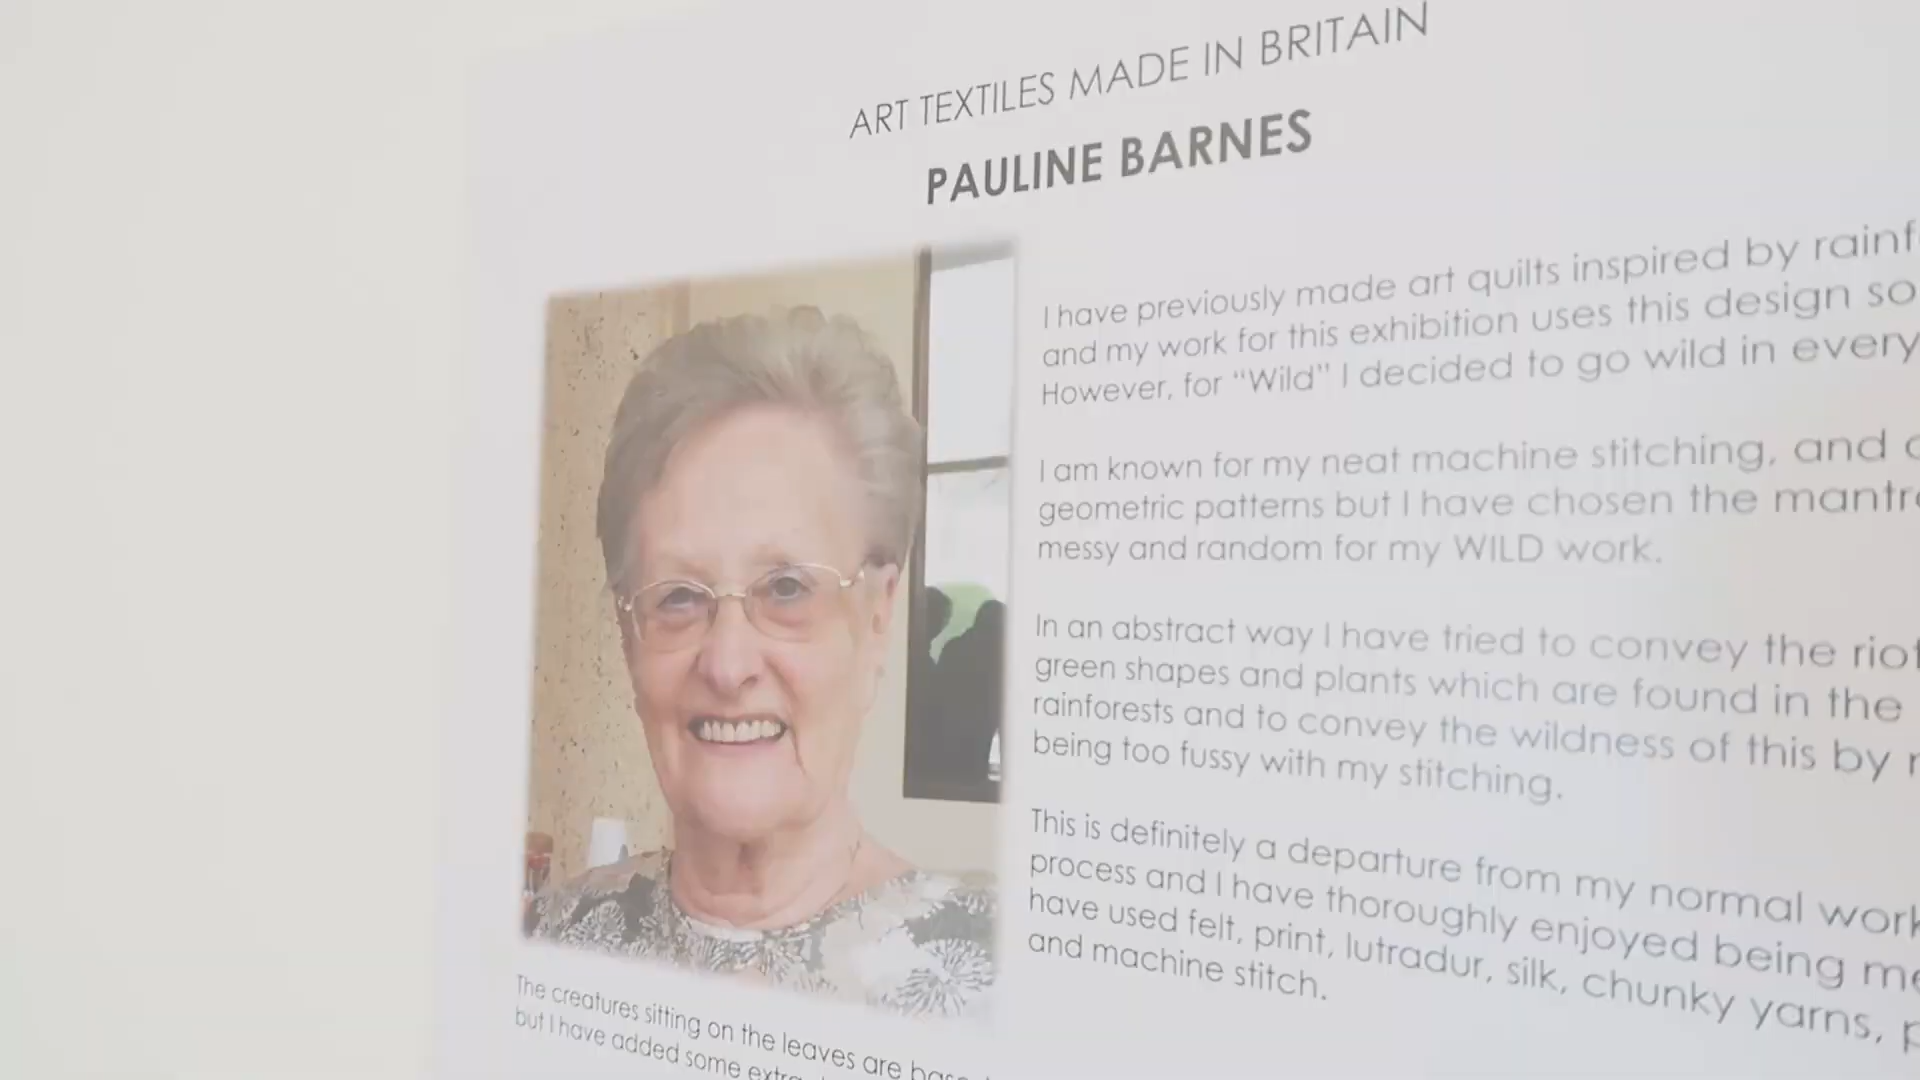 ART TEXTILES MADE IN BRITAIN
PAULINE BARNES
I have previously made art quilts inspired by
and my work for this exhibition uses this design
However, for “Wild” I decided to go wild in every
I am known for my neat machine stitching, and
geometric patterns but I have chosen the
messy and random for my WILD work.
In an abstract way I have tried to convey the
green shapes and plants which are found in the
rainforests and to convey the wildness of this by
being too fussy with my stitching.
This is definitely a departure from my normal
process and I have thoroughly enjoyed being
have used felt, print, lutradur, silk, chunky yarns,
and machine stitch.
The creatures sitting on the leaves are
but I have added some